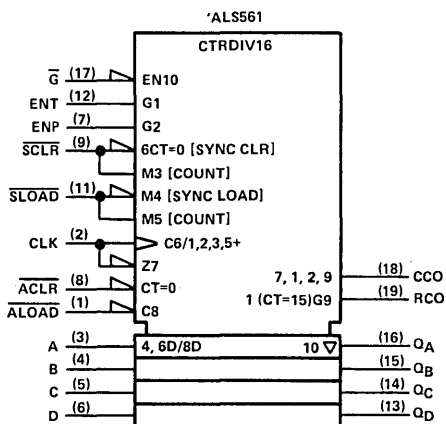 'ALS561
CTRDIV16
G (17) EN10
ENT (12) G1
ENP (7) G2
SCLR (9) 6CT=0 [SYNC CLR]
M3 [COUNT]
SLOAD (11) M4 [SYNC LOAD]
M5 [COUNT]
CLK (2) C6/1,2,3,5+
Z7
7, 1, 2, 9 (18) CCO
ACLR (8) CT=0
1 (CT=15)G9 (19) RCO
ALOAD (1) C8
A (3) 4, 6D/8D 10 ▽ (16) QA
B (4) (15) QB
C (5) (14) QC
D (6) (13) QD